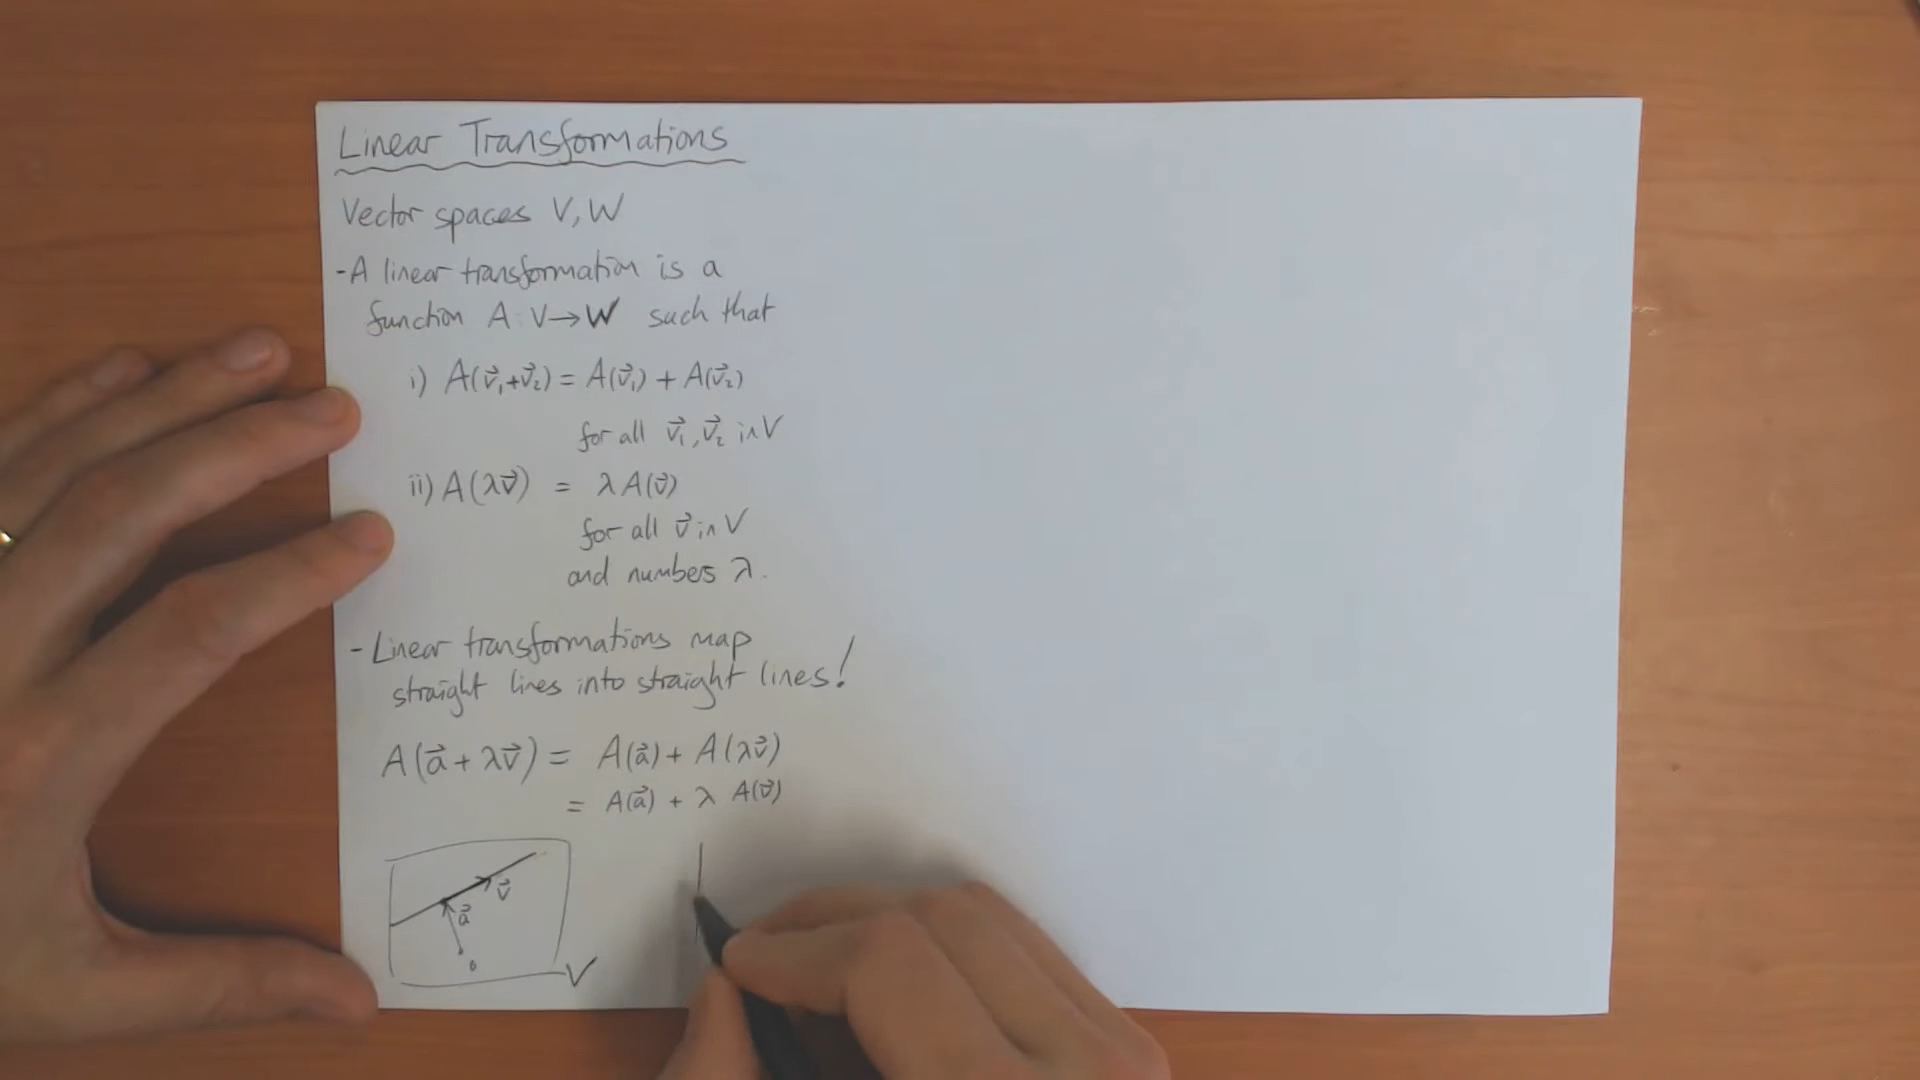 Linear Transformations
Vector spaces V, W
- A linear transformation is a
function A: V→W such that
i) A(v⃗₁+v⃗₂) = A(v⃗₁) + A(v⃗₂)
for all v⃗₁, v⃗₂ in V
ii) A(λv⃗) = λ A(v⃗)
for all v⃗ in V
and numbers λ.
- Linear transformations map
straight lines into straight lines!
A(a⃗ + λv⃗) = A(a⃗) + A(λv⃗)
= A(a⃗) + λ A(v⃗)
v⃗
a⃗
0
V